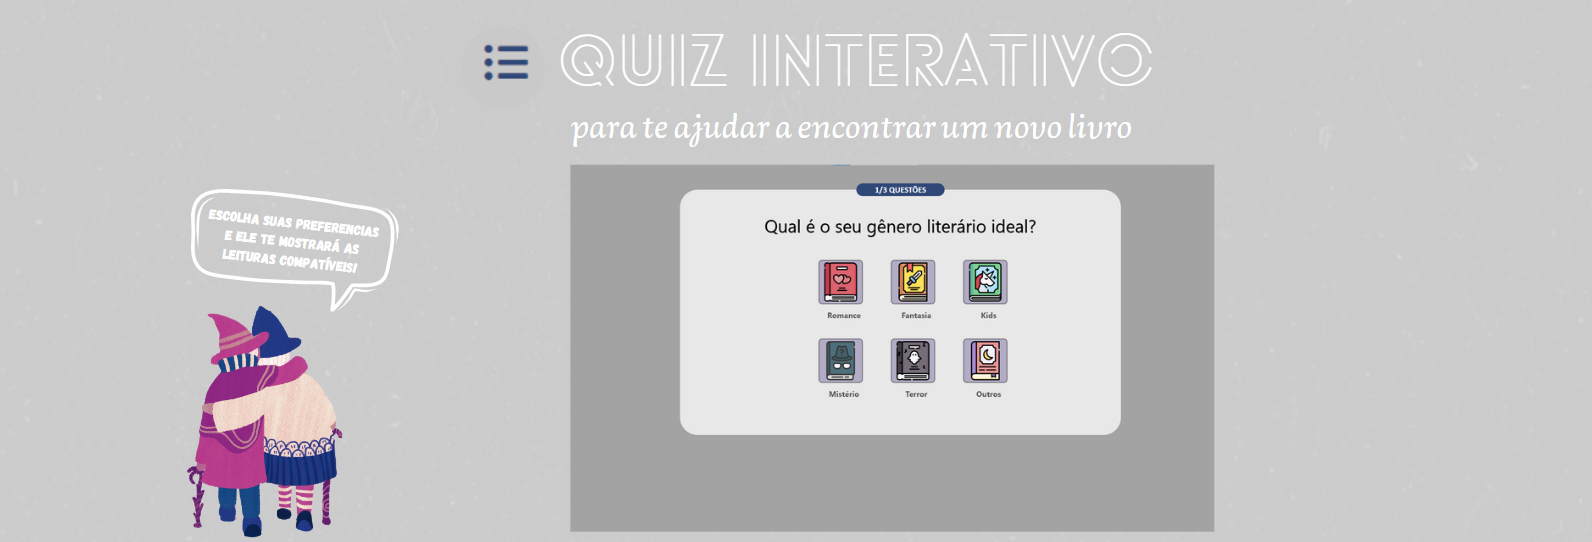 QUIZ INTERATIVO
para te ajudar a encontrar um novo livro
ESCOLHA SUAS PREFERENCIAS
E ELE TE MOSTRARÁ AS
LEITURAS COMPATÍVEIS!
1/3 QUESTÕES
Qual é o seu gênero literário ideal?
Romance Fantasia Kids
Mistério Terror Outros